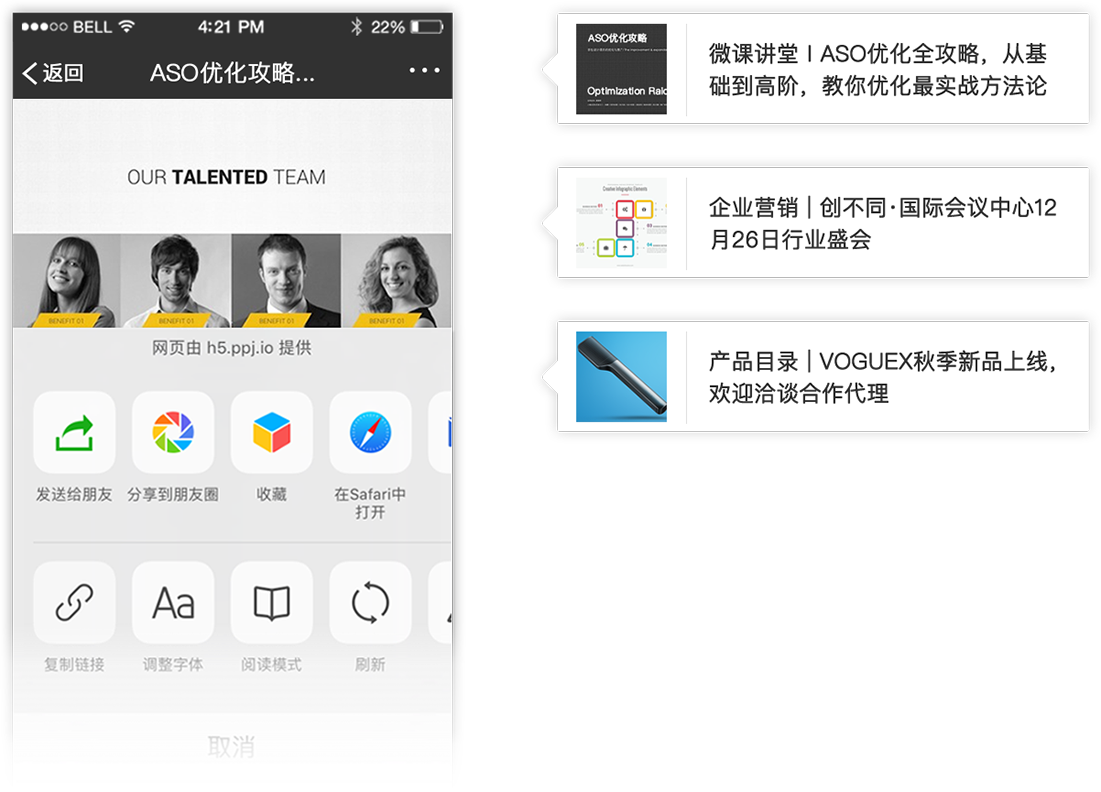 BELL
4:21 PM
22%
返回
ASO优化攻略...
OUR TALENTED TEAM
BENEFIT 01
BENEFIT 01
BENEFIT 01
BENEFIT 01
网页由 h5.ppj.io 提供
发送给朋友
分享到朋友圈
收藏
在Safari中
打开
Aa
复制链接
调整字体
阅读模式
刷新
取消
ASO优化攻略
Optimization Raid
微课讲堂 I ASO优化全攻略，从基
础到高阶，教你优化最实战方法论
Creative Infographic Elements
01
03
04
企业营销 | 创不同·国际会议中心12
月26日行业盛会
产品目录 | VOGUEX秋季新品上线，
欢迎洽谈合作代理